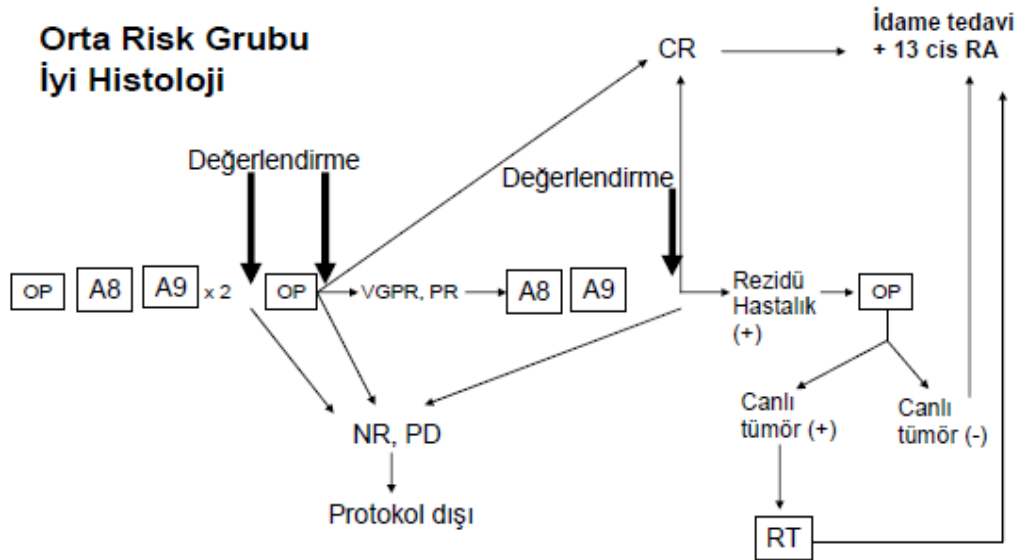 Orta Risk Grubu
İyi Histoloji
CR
İdame tedavi
+ 13 cis RA
Değerlendirme
Değerlendirme
OP A8 A9 x 2 OP VGPR, PR A8 A9
Rezidü
Hastalık
(+)
OP
NR, PD
Protokol dışı
Canlı
tümör (+)
Canlı
tümör (-)
RT